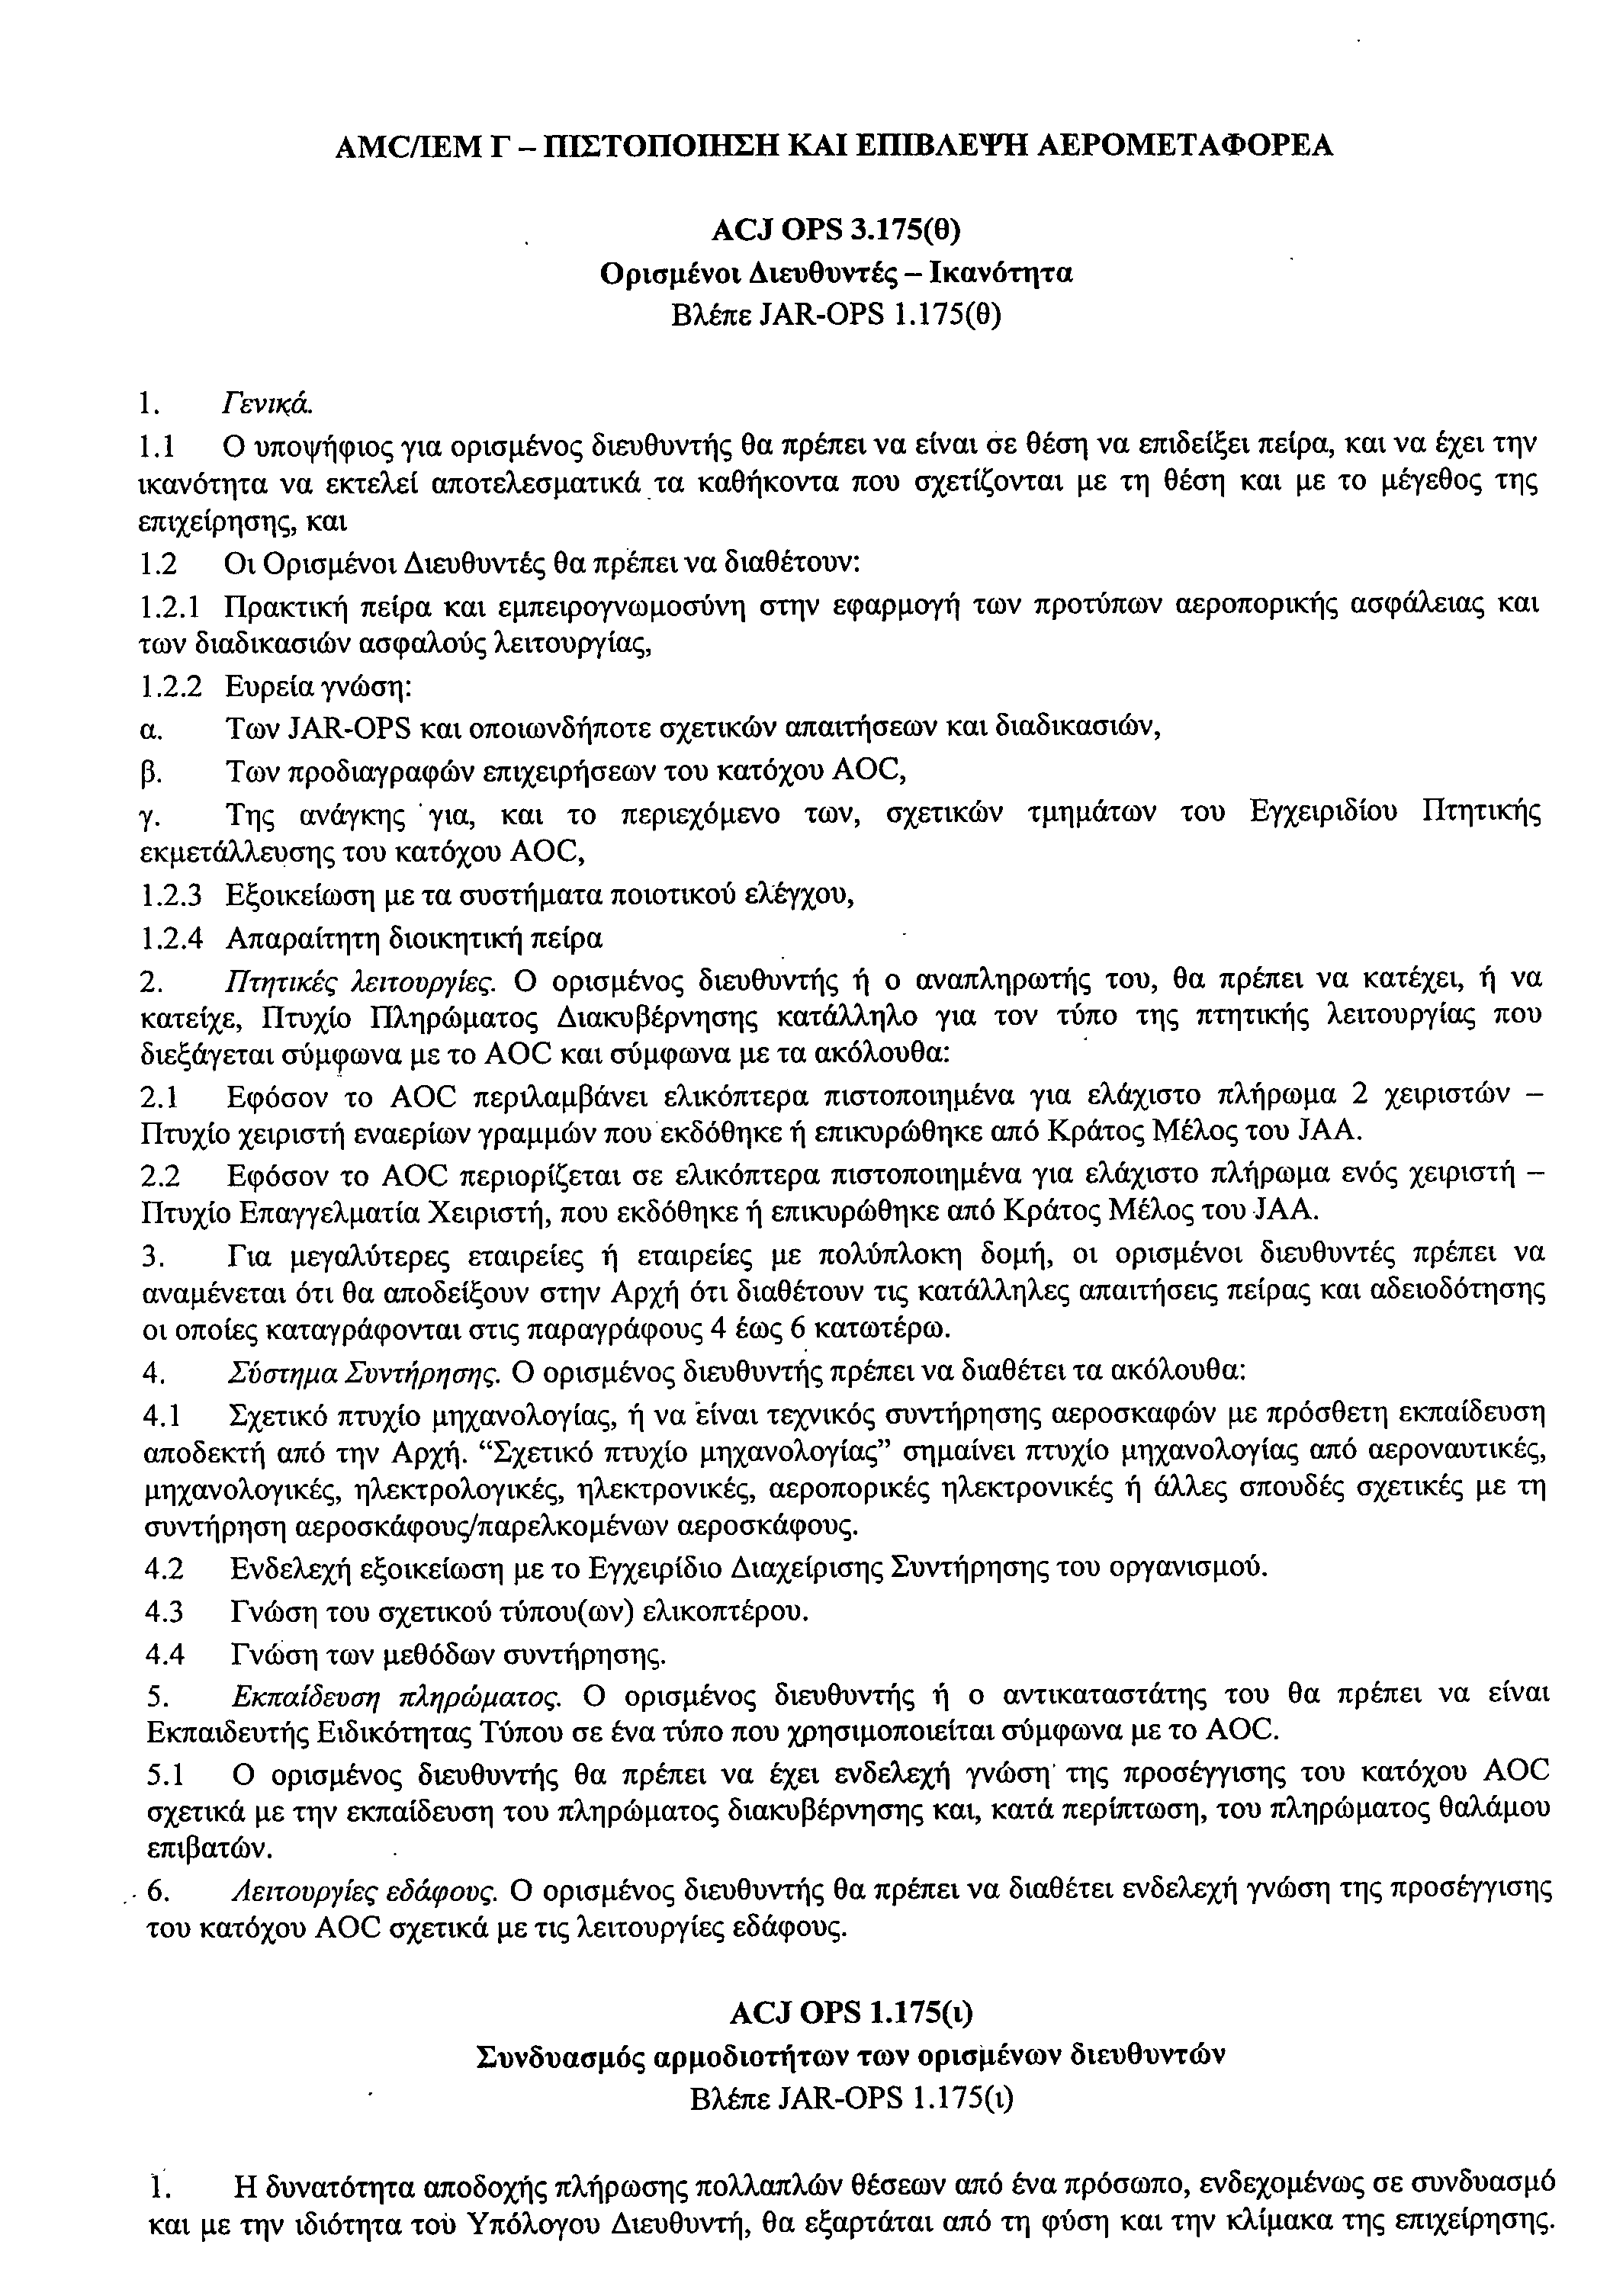 AMC/IEM Γ – ΠΙΣΤΟΠΟΙΗΣΗ ΚΑΙ ΕΠΙΒΛΕΨΗ ΑΕΡΟΜΕΤΑΦΟΡΕΑ
ACJ OPS 3.175(θ)
Ορισμένοι Διευθυντές – Ικανότητα
Βλέπε JAR-OPS 1.175(θ)
1. Γενικά.
1.1 Ο υποψήφιος για ορισμένος διευθυντής θα πρέπει να είναι σε θέση να επιδείξει πείρα, και να έχει την
ικανότητα να εκτελεί αποτελεσματικά τα καθήκοντα που σχετίζονται με τη θέση και με το μέγεθος της
επιχείρησης, και
1.2 Οι Ορισμένοι Διευθυντές θα πρέπει να διαθέτουν:
1.2.1 Πρακτική πείρα και εμπειρογνωμοσύνη στην εφαρμογή των προτύπων αεροπορικής ασφάλειας και
των διαδικασιών ασφαλούς λειτουργίας,
1.2.2 Ευρεία γνώση:
α. Των JAR-OPS και οποιωνδήποτε σχετικών απαιτήσεων και διαδικασιών,
β. Των προδιαγραφών επιχειρήσεων του κατόχου AOC,
γ. Της ανάγκης για, και το περιεχόμενο των, σχετικών τμημάτων του Εγχειριδίου Πτητικής
εκμετάλλευσης του κατόχου AOC,
1.2.3 Εξοικείωση με τα συστήματα ποιοτικού ελέγχου,
1.2.4 Απαραίτητη διοικητική πείρα
2. Πτητικές λειτουργίες. Ο ορισμένος διευθυντής ή ο αναπληρωτής του, θα πρέπει να κατέχει, ή να
κατείχε, Πτυχίο Πληρώματος Διακυβέρνησης κατάλληλο για τον τύπο της πτητικής λειτουργίας που
διεξάγεται σύμφωνα με το AOC και σύμφωνα με τα ακόλουθα:
2.1 Εφόσον το AOC περιλαμβάνει ελικόπτερα πιστοποιημένα για ελάχιστο πλήρωμα 2 χειριστών –
Πτυχίο χειριστή εναερίων γραμμών που εκδόθηκε ή επικυρώθηκε από Κράτος Μέλος του JAA.
2.2 Εφόσον το AOC περιορίζεται σε ελικόπτερα πιστοποιημένα για ελάχιστο πλήρωμα ενός χειριστή –
Πτυχίο Επαγγελματία Χειριστή, που εκδόθηκε ή επικυρώθηκε από Κράτος Μέλος του JAA.
3. Για μεγαλύτερες εταιρείες ή εταιρείες με πολύπλοκη δομή, οι ορισμένοι διευθυντές πρέπει να
αναμένεται ότι θα αποδείξουν στην Αρχή ότι διαθέτουν τις κατάλληλες απαιτήσεις πείρας και αδειοδότησης
οι οποίες καταγράφονται στις παραγράφους 4 έως 6 κατωτέρω.
4. Σύστημα Συντήρησης. Ο ορισμένος διευθυντής πρέπει να διαθέτει τα ακόλουθα:
4.1 Σχετικό πτυχίο μηχανολογίας, ή να είναι τεχνικός συντήρησης αεροσκαφών με πρόσθετη εκπαίδευση
αποδεκτή από την Αρχή. “Σχετικό πτυχίο μηχανολογίας” σημαίνει πτυχίο μηχανολογίας από αεροναυτικές,
μηχανολογικές, ηλεκτρολογικές, ηλεκτρονικές, αεροπορικές ηλεκτρονικές ή άλλες σπουδές σχετικές με τη
συντήρηση αεροσκάφους/παρελκομένων αεροσκάφους.
4.2 Ενδελεχή εξοικείωση με το Εγχειρίδιο Διαχείρισης Συντήρησης του οργανισμού.
4.3 Γνώση του σχετικού τύπου(ων) ελικοπτέρου.
4.4 Γνώση των μεθόδων συντήρησης.
5. Εκπαίδευση πληρώματος. Ο ορισμένος διευθυντής ή ο αντικαταστάτης του θα πρέπει να είναι
Εκπαιδευτής Ειδικότητας Τύπου σε ένα τύπο που χρησιμοποιείται σύμφωνα με το AOC.
5.1 Ο ορισμένος διευθυντής θα πρέπει να έχει ενδελεχή γνώση της προσέγγισης του κατόχου AOC
σχετικά με την εκπαίδευση του πληρώματος διακυβέρνησης και, κατά περίπτωση, του πληρώματος θαλάμου
επιβατών.
6. Λειτουργίες εδάφους. Ο ορισμένος διευθυντής θα πρέπει να διαθέτει ενδελεχή γνώση της προσέγγισης
του κατόχου AOC σχετικά με τις λειτουργίες εδάφους.
ACJ OPS 1.175(ι)
Συνδυασμός αρμοδιοτήτων των ορισμένων διευθυντών
Βλέπε JAR-OPS 1.175(ι)
1. Η δυνατότητα αποδοχής πλήρωσης πολλαπλών θέσεων από ένα πρόσωπο, ενδεχομένως σε συνδυασμό
και με την ιδιότητα του Υπόλογου Διευθυντή, θα εξαρτάται από τη φύση και την κλίμακα της επιχείρησης.